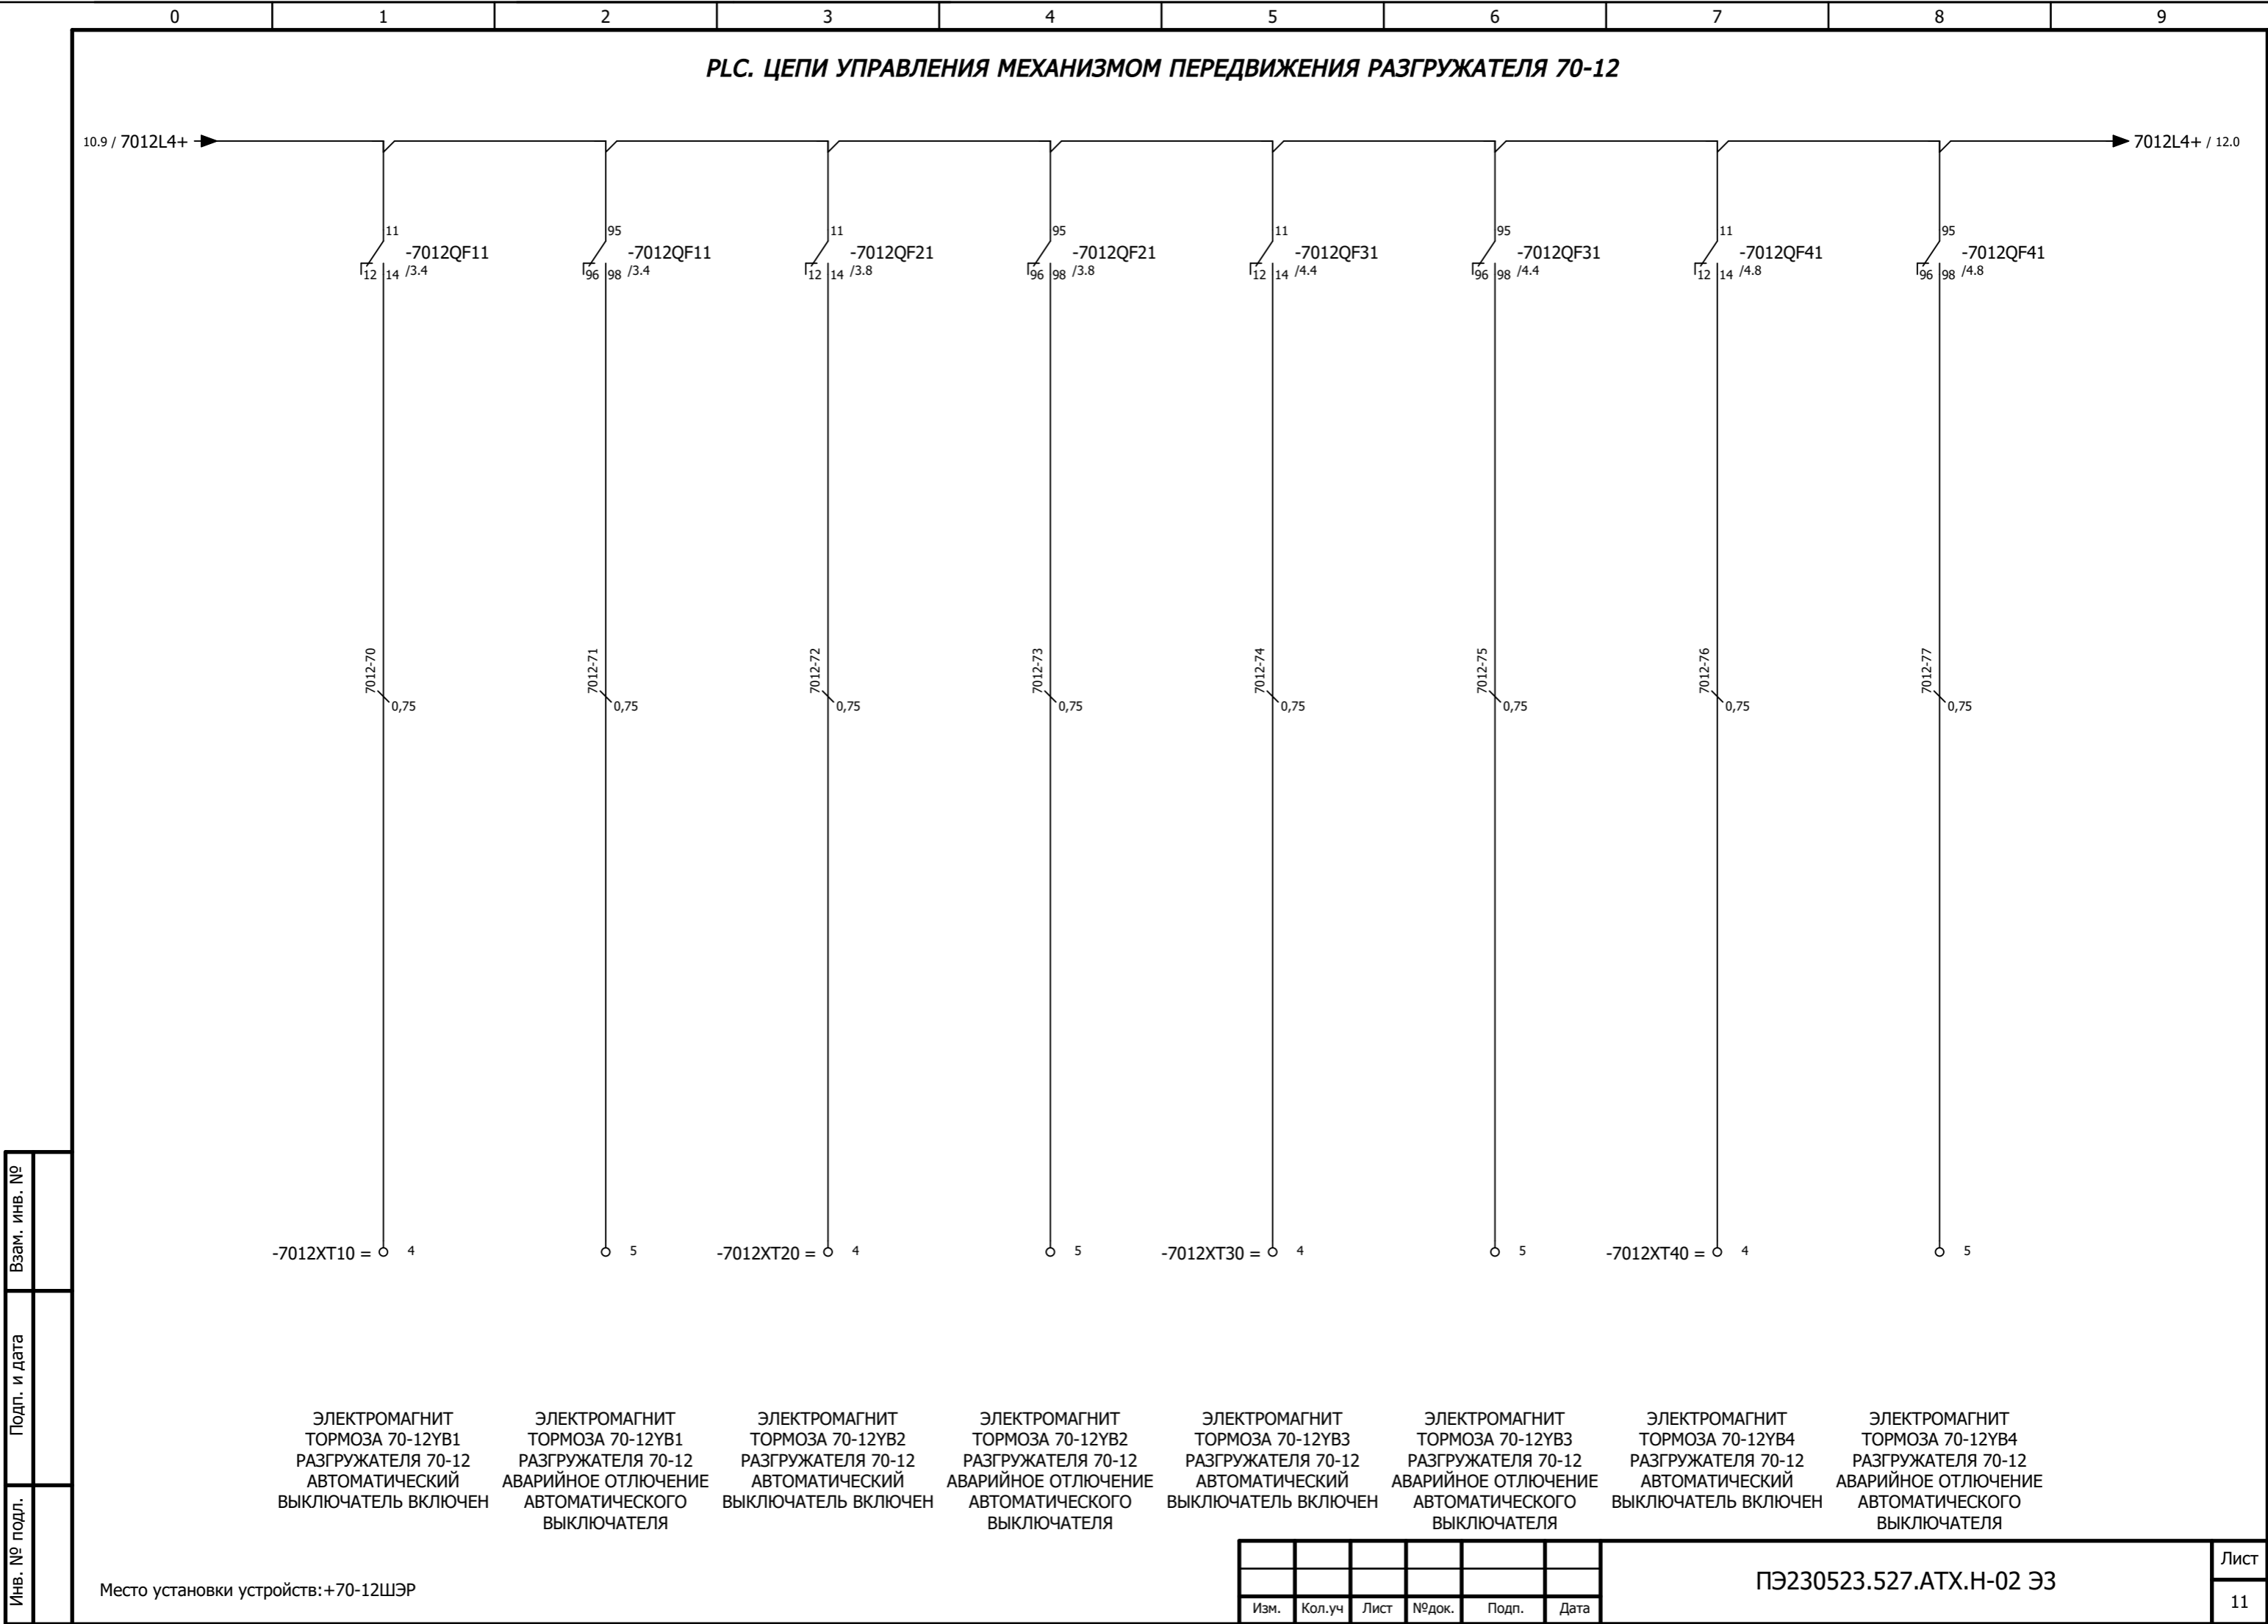 0 1 2 3 4 5 6 7 8 9
PLC. ЦЕПИ УПРАВЛЕНИЯ МЕХАНИЗМОМ ПЕРЕДВИЖЕНИЯ РАЗГРУЖАТЕЛЯ 70-12
10.9 / 7012L4+
7012L4+ / 12.0
11 95 11 95 11 95 11 95
-7012QF11 -7012QF11 -7012QF21 -7012QF21 -7012QF31 -7012QF31 -7012QF41 -7012QF41
12 14 /3.4 96 98 /3.4 12 14 /3.8 96 98 /3.8 12 14 /4.4 96 98 /4.4 12 14 /4.8 96 98 /4.8
7012-70 7012-71 7012-72 7012-73 7012-74 7012-75 7012-76 7012-77
0,75 0,75 0,75 0,75 0,75 0,75 0,75 0,75
-7012XT10 = 4 5 -7012XT20 = 4 5 -7012XT30 = 4 5 -7012XT40 = 4 5
ЭЛЕКТРОМАГНИТ
ТОРМОЗА 70-12YB1
РАЗГРУЖАТЕЛЯ 70-12
АВТОМАТИЧЕСКИЙ
ВЫКЛЮЧАТЕЛЬ ВКЛЮЧЕН
ЭЛЕКТРОМАГНИТ
ТОРМОЗА 70-12YB1
РАЗГРУЖАТЕЛЯ 70-12
АВАРИЙНОЕ ОТЛЮЧЕНИЕ
АВТОМАТИЧЕСКОГО
ВЫКЛЮЧАТЕЛЯ
ЭЛЕКТРОМАГНИТ
ТОРМОЗА 70-12YB2
РАЗГРУЖАТЕЛЯ 70-12
АВТОМАТИЧЕСКИЙ
ВЫКЛЮЧАТЕЛЬ ВКЛЮЧЕН
ЭЛЕКТРОМАГНИТ
ТОРМОЗА 70-12YB2
РАЗГРУЖАТЕЛЯ 70-12
АВАРИЙНОЕ ОТЛЮЧЕНИЕ
АВТОМАТИЧЕСКОГО
ВЫКЛЮЧАТЕЛЯ
ЭЛЕКТРОМАГНИТ
ТОРМОЗА 70-12YB3
РАЗГРУЖАТЕЛЯ 70-12
АВТОМАТИЧЕСКИЙ
ВЫКЛЮЧАТЕЛЬ ВКЛЮЧЕН
ЭЛЕКТРОМАГНИТ
ТОРМОЗА 70-12YB3
РАЗГРУЖАТЕЛЯ 70-12
АВАРИЙНОЕ ОТЛЮЧЕНИЕ
АВТОМАТИЧЕСКОГО
ВЫКЛЮЧАТЕЛЯ
ЭЛЕКТРОМАГНИТ
ТОРМОЗА 70-12YB4
РАЗГРУЖАТЕЛЯ 70-12
АВТОМАТИЧЕСКИЙ
ВЫКЛЮЧАТЕЛЬ ВКЛЮЧЕН
ЭЛЕКТРОМАГНИТ
ТОРМОЗА 70-12YB4
РАЗГРУЖАТЕЛЯ 70-12
АВАРИЙНОЕ ОТЛЮЧЕНИЕ
АВТОМАТИЧЕСКОГО
ВЫКЛЮЧАТЕЛЯ
Взам. инв. №
Подп. и дата
Инв. № подл.
Место установки устройств:+70-12ШЭР
Изм. Кол.уч Лист №док. Подп. Дата
ПЭ230523.527.АТХ.Н-02 ЭЗ
Лист
11